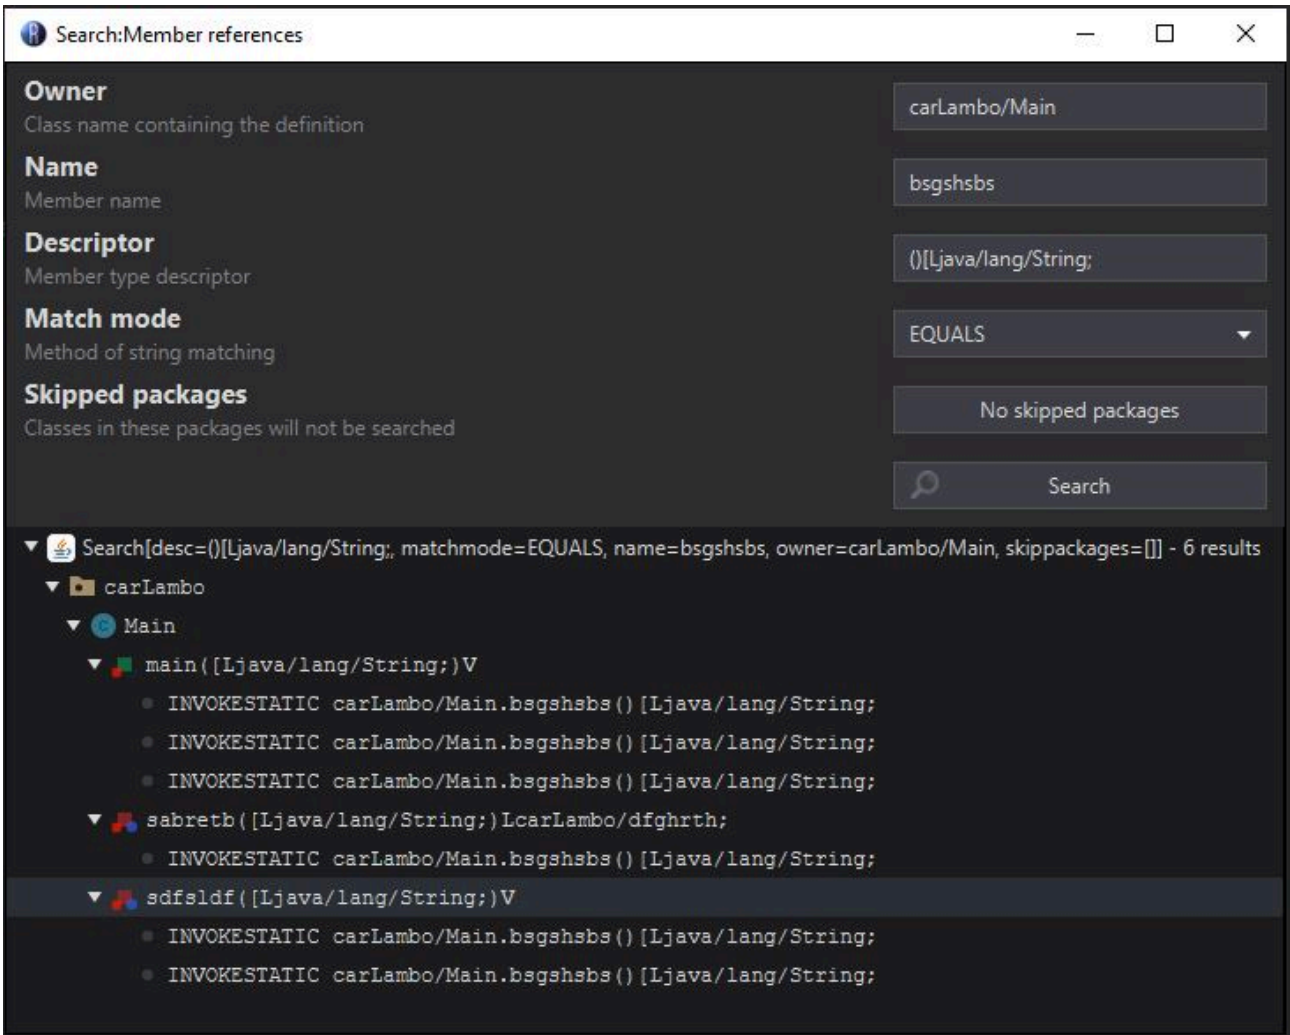 Search:Member references
Owner
Class name containing the definition
carLambo/Main
Name
Member name
bsgshsbs
Descriptor
Member type descriptor
()[Ljava/lang/String;
Match mode
Method of string matching
EQUALS
Skipped packages
Classes in these packages will not be searched
No skipped packages
Search
Search[desc=()[Ljava/lang/String;, matchmode=EQUALS, name=bsgshsbs, owner=carLambo/Main, skippackages=[]] - 6 results
carLambo
Main
main([Ljava/lang/String;)V
INVOKESTATIC carLambo/Main.bsgshsbs()[Ljava/lang/String;
INVOKESTATIC carLambo/Main.bsgshsbs()[Ljava/lang/String;
INVOKESTATIC carLambo/Main.bsgshsbs()[Ljava/lang/String;
sabretb([Ljava/lang/String;)LcarLambo/dfghrth;
INVOKESTATIC carLambo/Main.bsgshsbs()[Ljava/lang/String;
sdfsldf([Ljava/lang/String;)V
INVOKESTATIC carLambo/Main.bsgshsbs()[Ljava/lang/String;
INVOKESTATIC carLambo/Main.bsgshsbs()[Ljava/lang/String;